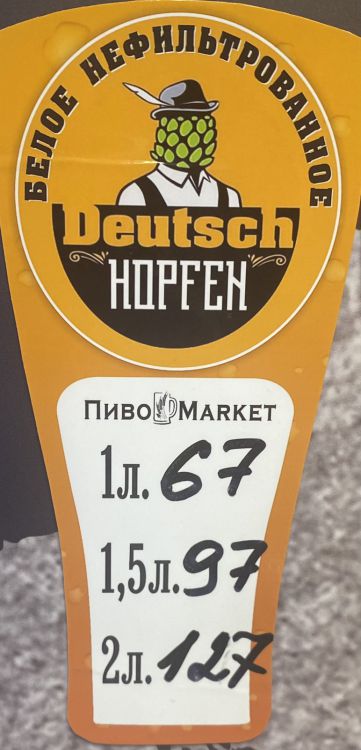 БЕЛОЕ НЕФИЛЬТРОВАННОЕ
Deutsch
HOPFEN
ПИВО MARKET
1л. 67
1,5л. 97
2л. 127